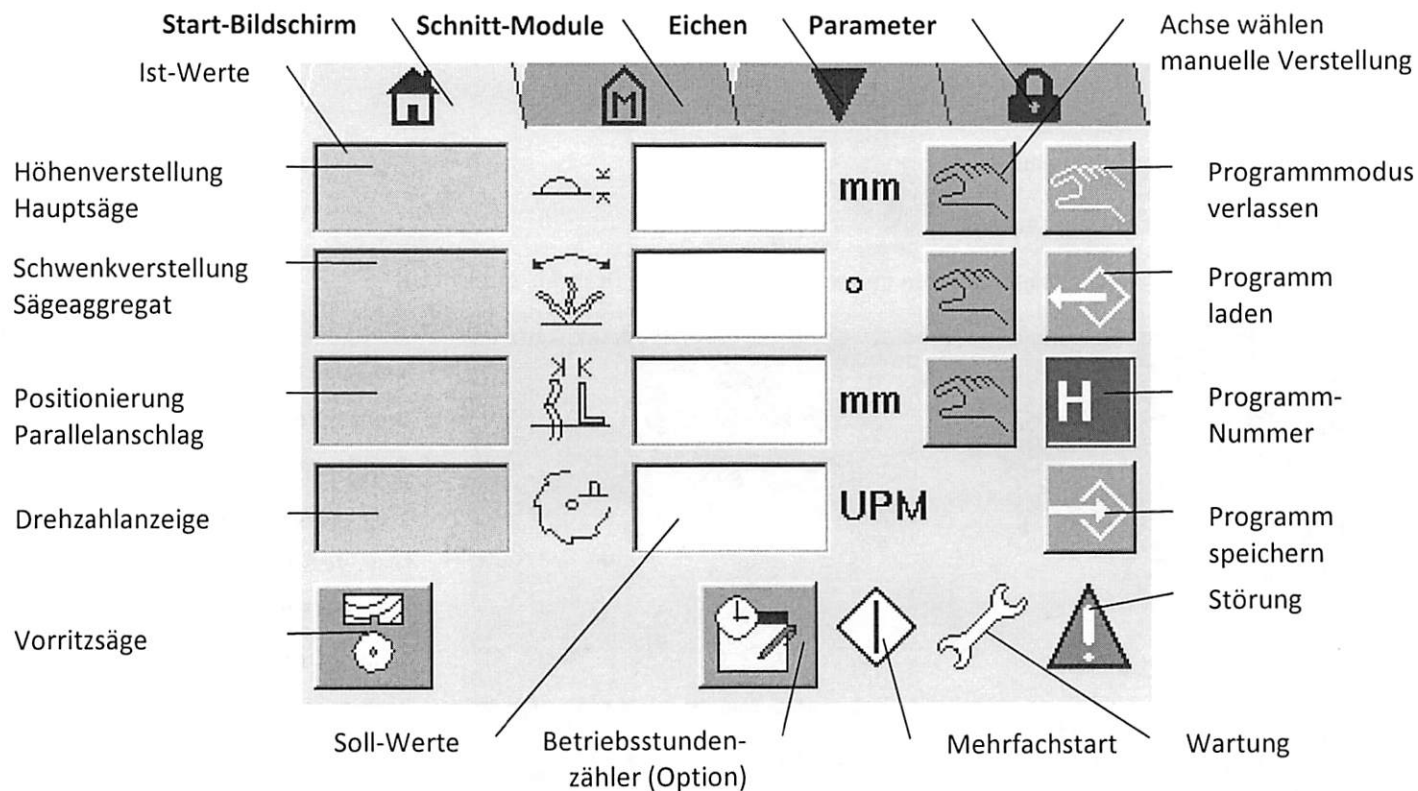 Start-Bildschirm Schnitt-Module Eichen Parameter
Achse wählen
manuelle Verstellung
Ist-Werte
M
Höhenverstellung
Hauptsäge
mm
Programmmodus
verlassen
Schwenkverstellung
Sägeaggregat
°
Programm
laden
Positionierung
Parallelanschlag
mm
H
Programm-
Nummer
Drehzahlanzeige
UPM
Programm
speichern
Vorritzsäge
Störung
Soll-Werte
Betriebsstunden-
zähler (Option)
Mehrfachstart
Wartung